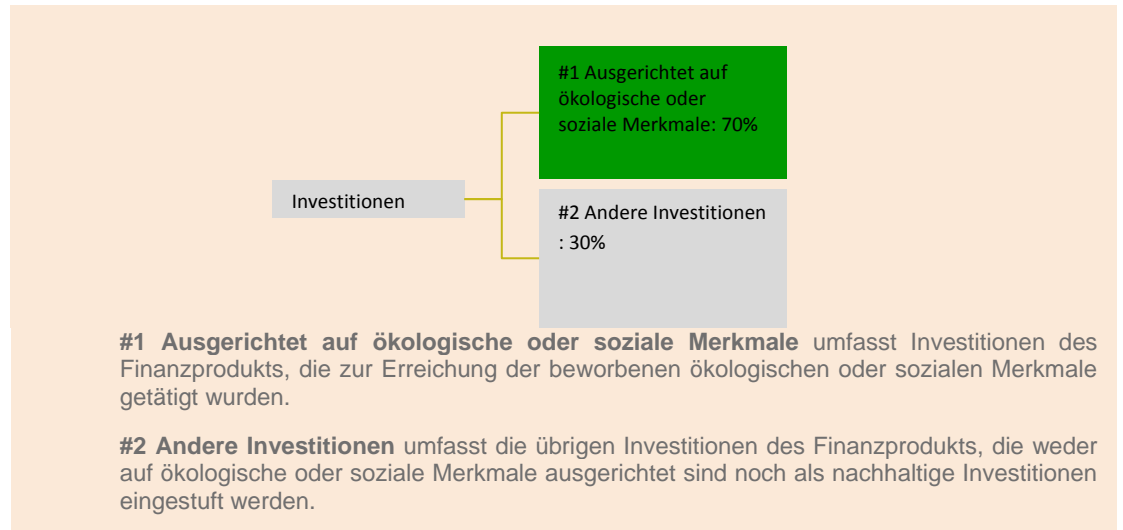 #1 Ausgerichtet auf
ökologische oder
soziale Merkmale: 70%
Investitionen
#2 Andere Investitionen
: 30%
#1 Ausgerichtet auf ökologische oder soziale Merkmale umfasst Investitionen des
Finanzprodukts, die zur Erreichung der beworbenen ökologischen oder sozialen Merkmale
getätigt wurden.
#2 Andere Investitionen umfasst die übrigen Investitionen des Finanzprodukts, die weder
auf ökologische oder soziale Merkmale ausgerichtet sind noch als nachhaltige Investitionen
eingestuft werden.